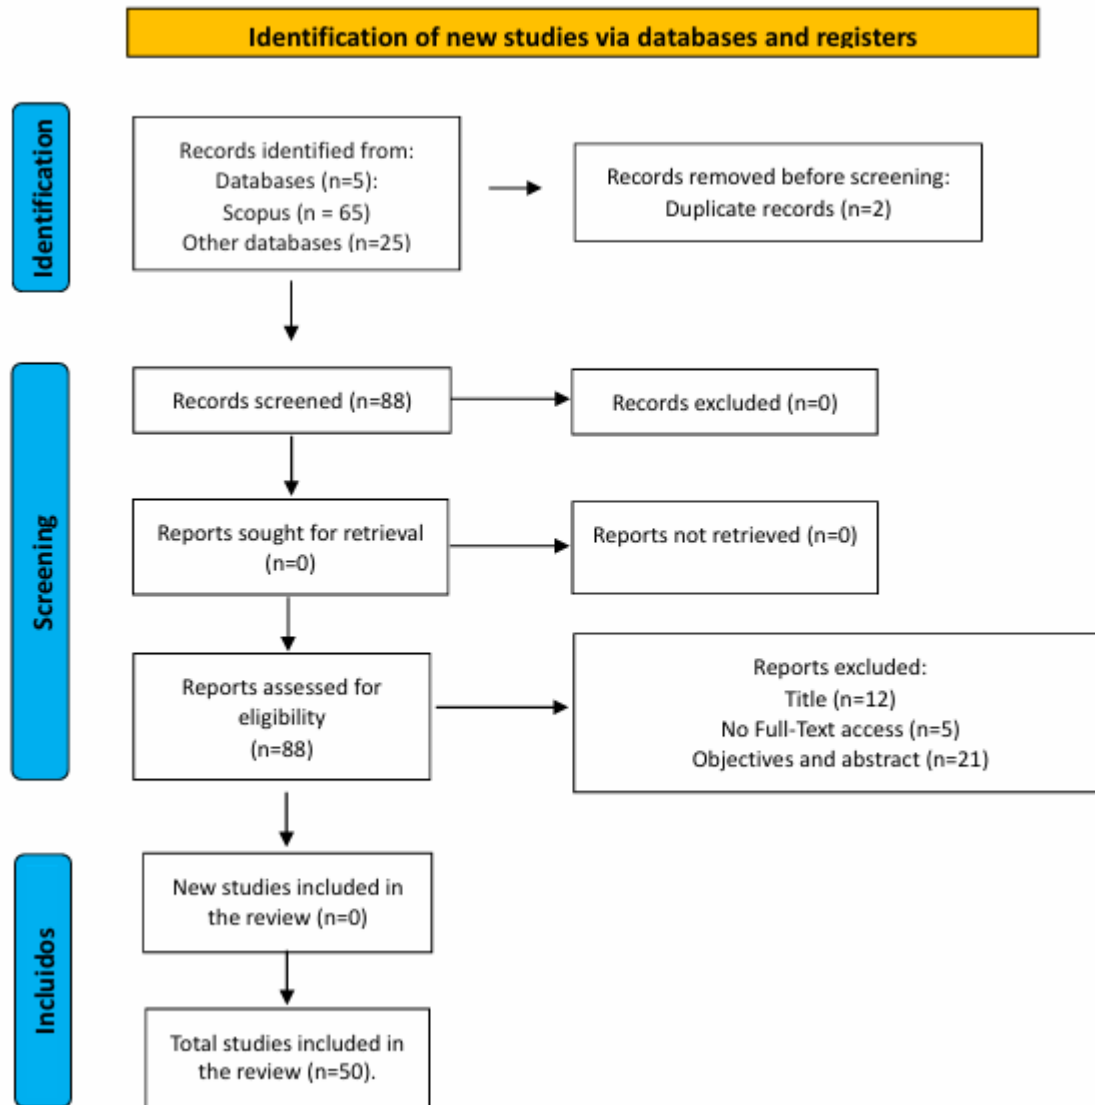 Identification of new studies via databases and registers
Identification
Records identified from:
Databases (n=5):
Scopus (n = 65)
Other databases (n=25)
Records removed before screening:
Duplicate records (n=2)
Screening
Records screened (n=88)
Records excluded (n=0)
Reports sought for retrieval
(n=0)
Reports not retrieved (n=0)
Reports assessed for
eligibility
(n=88)
Reports excluded:
Title (n=12)
No Full-Text access (n=5)
Objectives and abstract (n=21)
Incluidos
New studies included in
the review (n=0)
Total studies included in
the review (n=50).